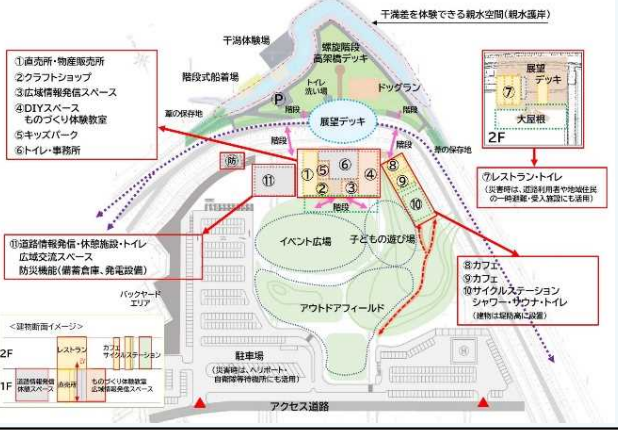 干満差を体験できる親水空間(親水護岸)
干潟体験場
螺旋階段
高架橋デッキ
階段式船着場
トイレ
洗い場
ドッグラン
P
葦の保存地
階段
階段
展望デッキ
階段
階段
葦の保存地
①直売所・物産販売所
②クラフトショップ
③広域情報発信スペース
④DIYスペース
ものづくり体験教室
⑤キッズパーク
⑥トイレ・事務所
展望
デッキ
⑦
大屋根
2F
⑦レストラン・トイレ
(災害時は、道路利用者や地域住民
の一時避難・受入施設にも活用)
防
⑪
①
⑤
⑥
④
②
③
⑧
⑨
⑩
階段
イベント広場
子どもの遊び場
アウトドアフィールド
⑪道路情報発信・休憩施設・トイレ
広域交流スペース
防災機能(備蓄倉庫、発電設備)
⑧カフェ
⑨カフェ
⑩サイクルステーション
シャワー・サウナ・トイレ
(建物は堤防高に設置)
バックヤード
エリア
<建物断面イメージ>
2F
レストラン
カフェ
サイクルステーション
1F
道路情報発信
休憩スペース
直売所
ものづくり体験教室
広域情報発信スペース
駐車場
(災害時は、ヘリポート・
自衛隊等待機所にも活用)
アクセス道路